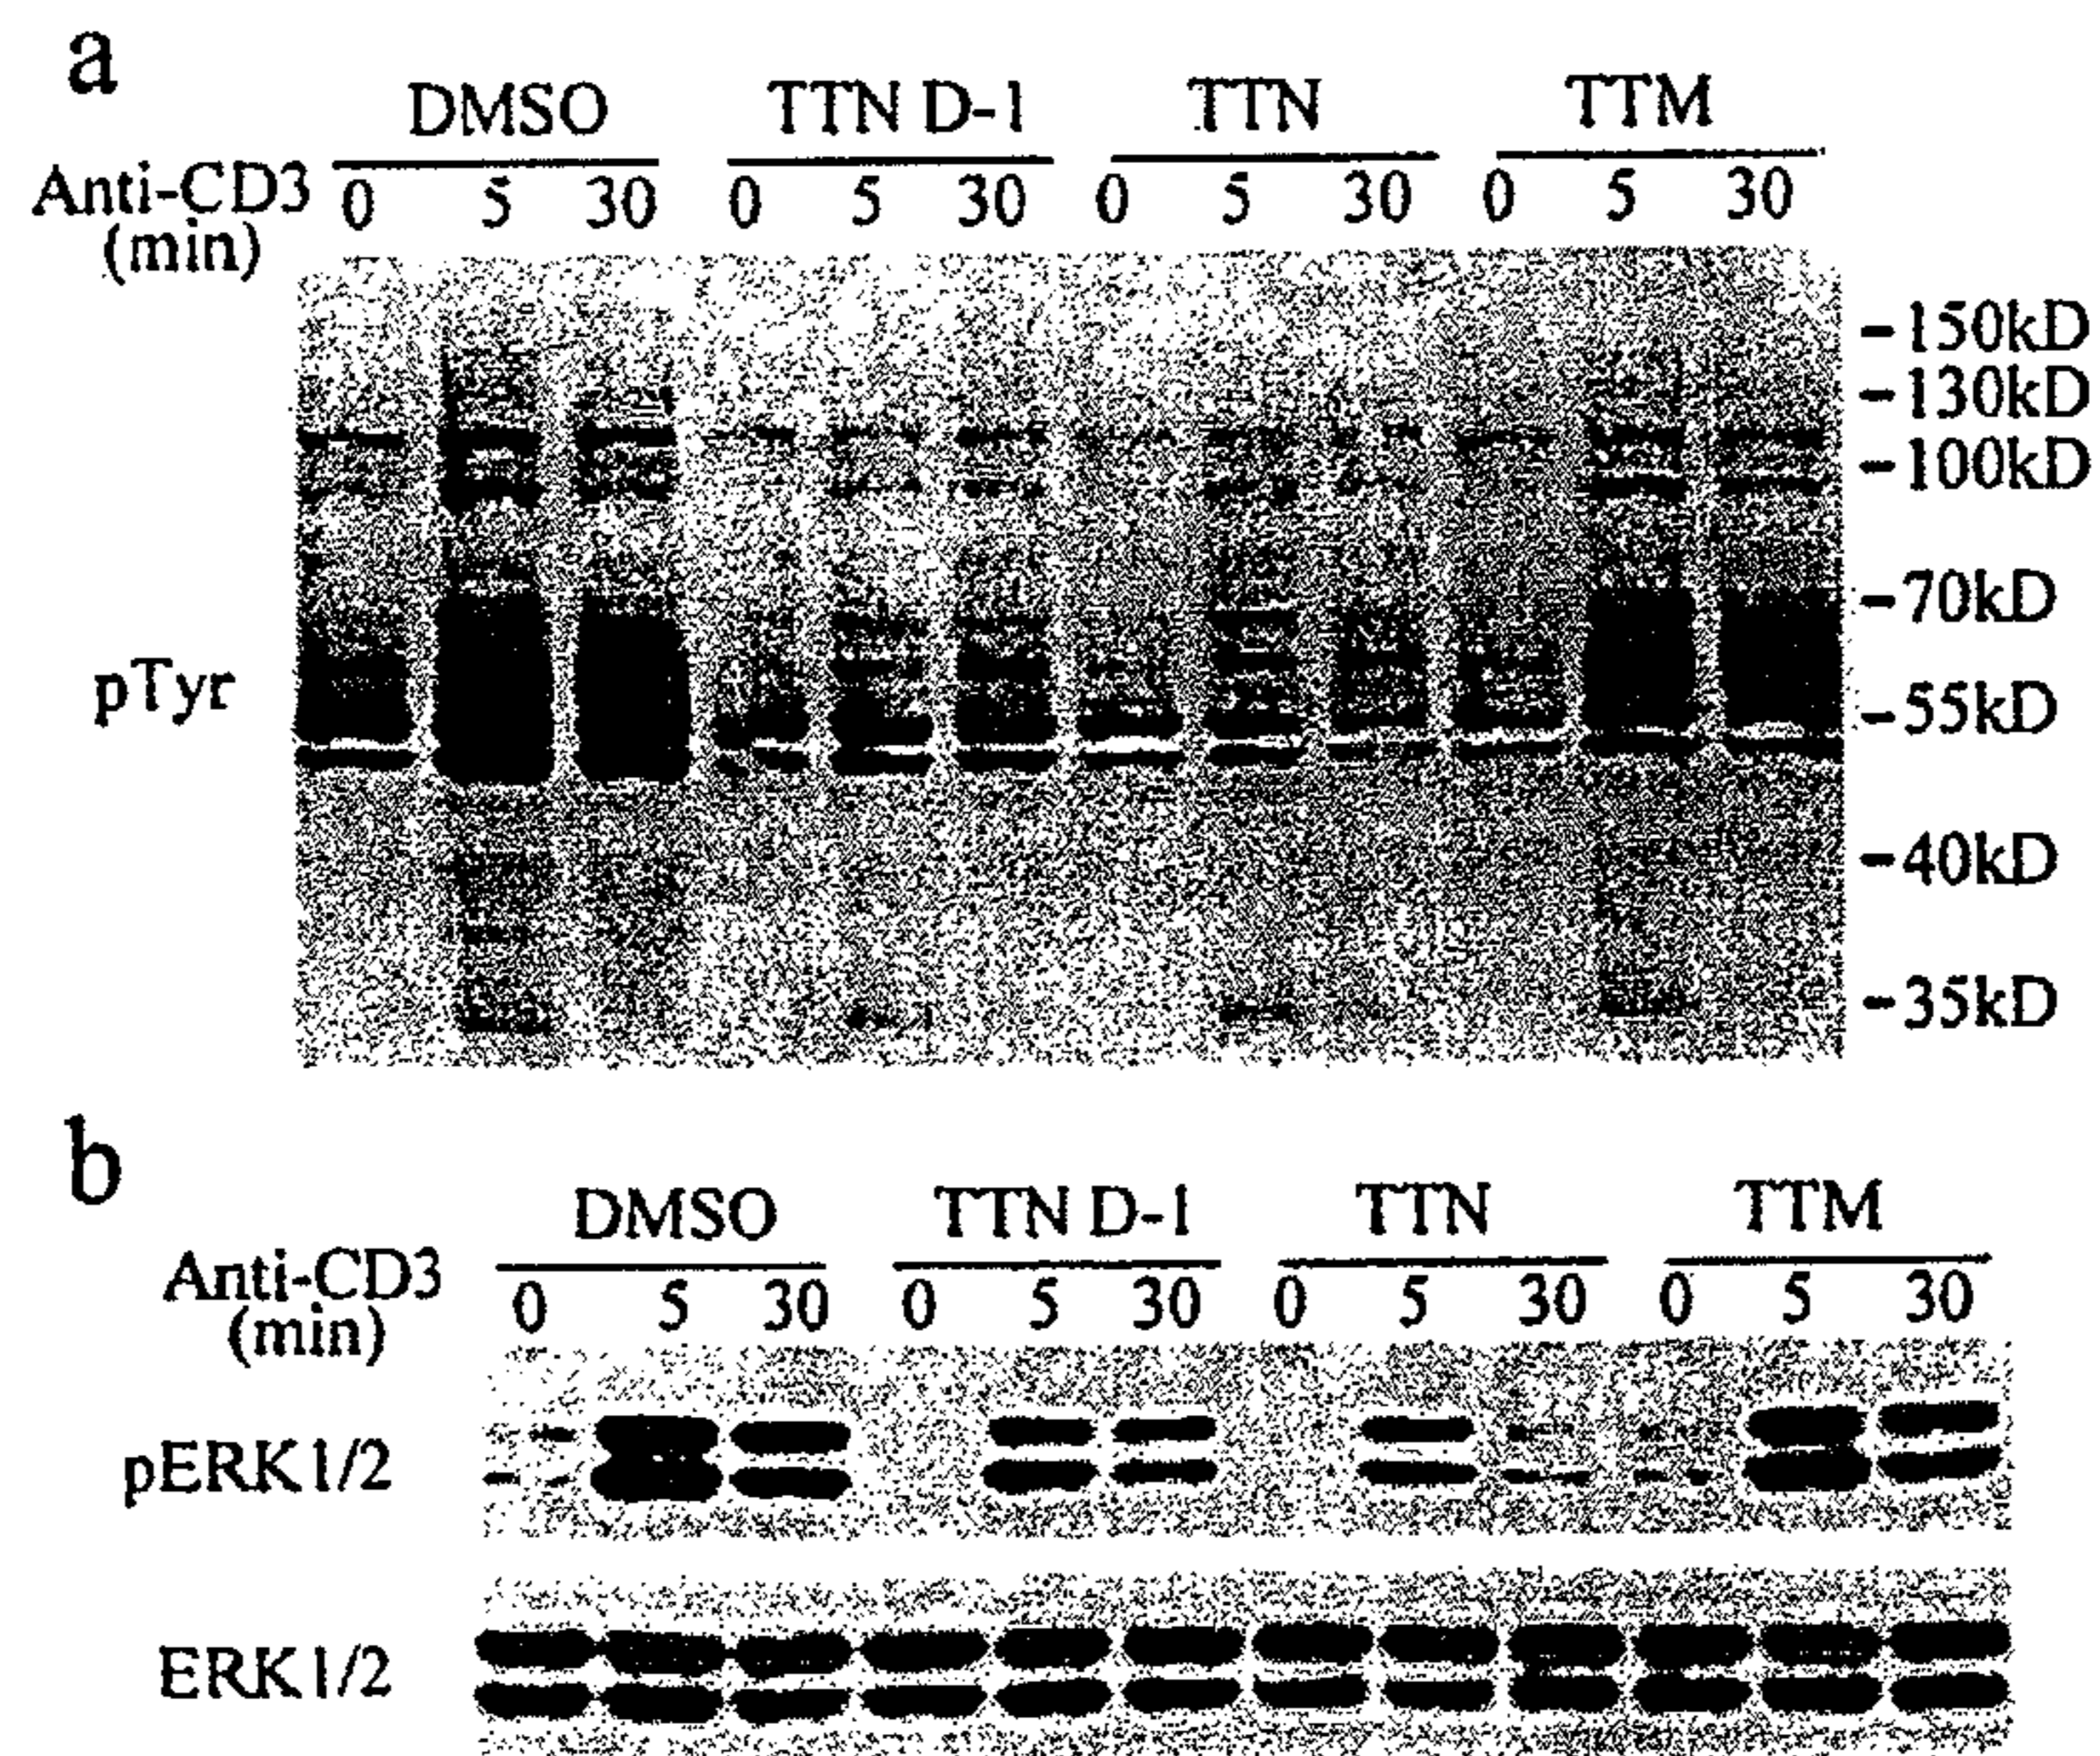 a
DMSO TTN D-1 TTN TTM
Anti-CD3 0 5 30 0 5 30 0 5 30 0 5 30
(min)
-150kD
-130kD
-100kD
-70kD
pTyr
-55kD
-40kD
-35kD
b
DMSO TTN D-1 TTN TTM
Anti-CD3 0 5 30 0 5 30 0 5 30 0 5 30
(min)
pERK1/2
ERK1/2